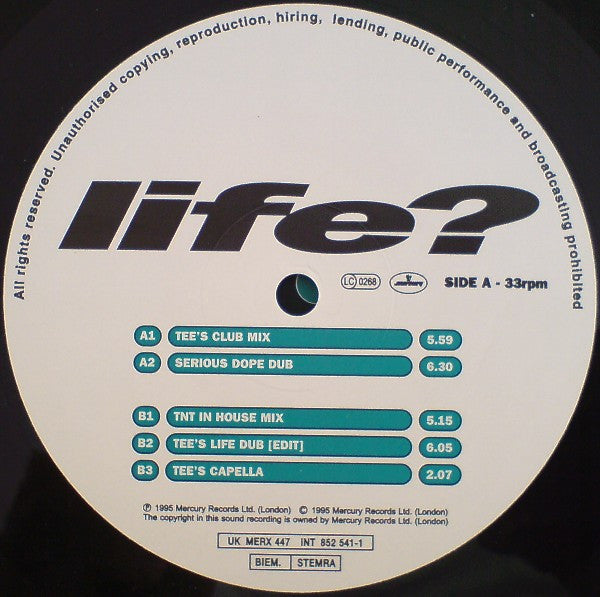 All rights reserved. Unauthorised copying, reproduction, hiring, lending, public performance and broadcasting prohibited
life?
LC 0268 mercury SIDE A - 33rpm
A1 TEE'S CLUB MIX 5.59
A2 SERIOUS DOPE DUB 6.30
B1 TNT IN HOUSE MIX 5.15
B2 TEE'S LIFE DUB [EDIT] 6.05
B3 TEE'S CAPELLA 2.07
℗ 1995 Mercury Records Ltd. (London) © 1995 Mercury Records Ltd. (London)
The copyright in this sound recording is owned by Mercury Records Ltd. (London)
UK MERX 447 INT 852 541-1
BIEM. STEMRA